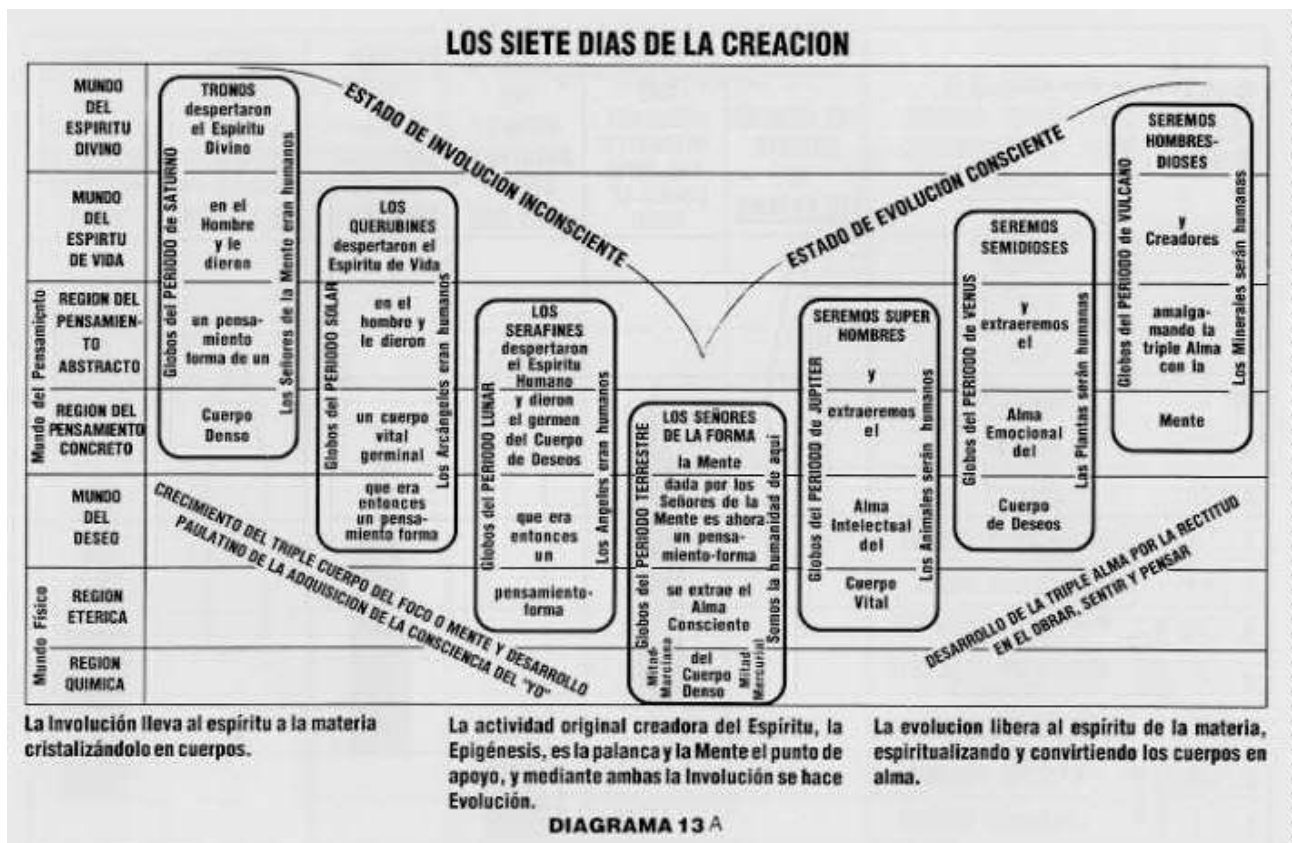 LOS SIETE DIAS DE LA CREACION
MUNDO
DEL
ESPIRITU
DIVINO
MUNDO
DEL
ESPIRTU
DE VIDA
Mundo del Pensamiento
REGION DEL
PENSAMIEN-
TO
ABSTRACTO
REGION DEL
PENSAMIENTO
CONCRETO
MUNDO
DEL
DESEO
Mundo Físico
REGION
ETERICA
REGION
QUIMICA
Globos del PERIODO de SATURNO
TRONOS
despertaron
el Espíritu
Divino
en el
Hombre
y le
dieron
un pensa-
miento
forma de un
Cuerpo
Denso
Los Señores de la Mente eran humanos
ESTADO DE INVOLUCION INCONSCIENTE
Globos del PERIODO SOLAR
LOS
QUERUBINES
despertaron el
Espíritu de Vida
en el
hombre y
le dieron
un cuerpo
vital
germinal
que era
entonces
un pensa-
miento forma
Los Arcángeles eran humanos
Globos del PERIODO LUNAR
LOS
SERAFINES
despertaron
el Espíritu
Humano
y dieron
el germen
del Cuerpo
de Deseos
que era
entonces
un
pensamiento-
forma
Los Angeles eran humanos
Globos del PERIODO TERRESTRE
LOS SEÑORES
DE LA FORMA
la Mente
dada por los
Señores de la
Mente es ahora
un pensa-
miento-forma
se extrae el
Alma
Consciente
del
Cuerpo
Denso
Mitad
Marciana
Mitad
Mercurial
Somos la humanidad de aquí
ESTADO DE EVOLUCION CONSCIENTE
Globos del PERIODO de JUPITER
SEREMOS SUPER
HOMBRES
y
extraeremos
el
Alma
Intelectual
del
Cuerpo
Vital
Los Animales serán humanos
Globos del PERIODO de VENUS
SEREMOS
SEMIDIOSES
y
extraeremos
el
Alma
Emocional
del
Cuerpo
de Deseos
Las Plantas serán humanas
Globos del PERIODO de VULCANO
SEREMOS
HOMBRES-
DIOSES
y
Creadores
amalga-
mando la
triple Alma
con la
Mente
Los Minerales serán humanas
CRECIMIENTO DEL TRIPLE CUERPO DEL FOCO O MENTE Y DESARROLLO
PAULATINO DE LA ADQUISICION DE LA CONSCIENCIA DEL "YO"
DESARROLLO DE LA TRIPLE ALMA POR LA RECTITUD
EN EL OBRAR, SENTIR Y PENSAR
La Involución lleva al espíritu a la materia
cristalizándolo en cuerpos.
La actividad original creadora del Espíritu, la
Epigénesis, es la palanca y la Mente el punto de
apoyo, y mediante ambas la Involución se hace
Evolución.
La evolucion libera al espíritu de la materia,
espiritualizando y convirtiendo los cuerpos en
alma.
DIAGRAMA 13 A